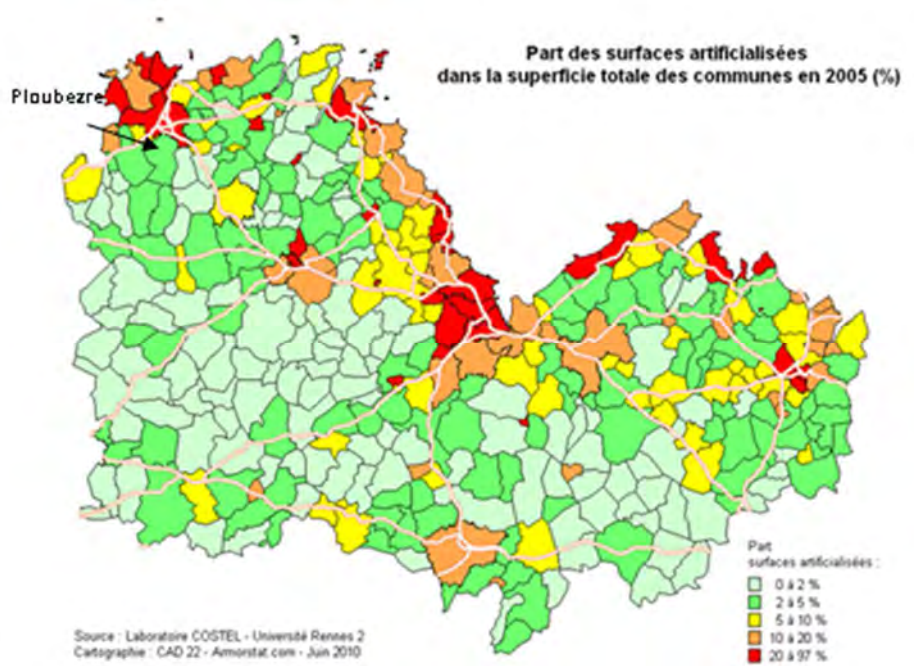 Part des surfaces artificialisées
dans la superficie totale des communes en 2005 (%)
Ploubezre
Part
surfaces artificialisées :
0 à 2 %
2 à 5 %
5 à 10 %
10 à 20 %
20 à 97 %
Source : Laboratoire COSTEL - Université Rennes 2
Cartographie : CAD 22 - Armorstat.com - Juin 2010